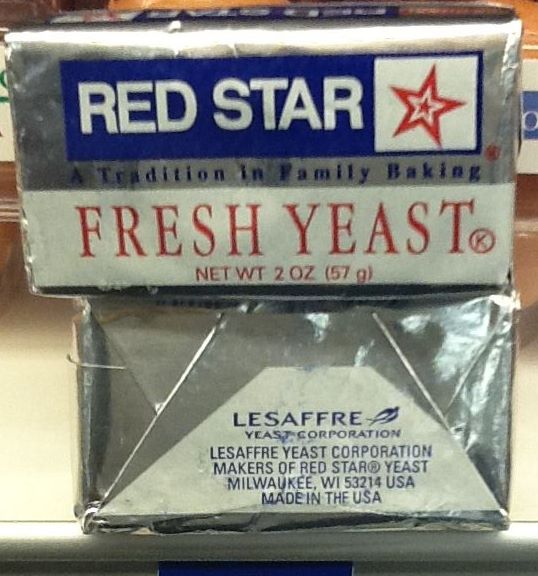 RED STAR
A Tradition in Family Baking
FRESH YEAST Ⓚ
NET WT 2 OZ (57 g)
LESAFFRE
YEAST CORPORATION
LESAFFRE YEAST CORPORATION
MAKERS OF RED STAR® YEAST
MILWAUKEE, WI 53214 USA
MADE IN THE USA